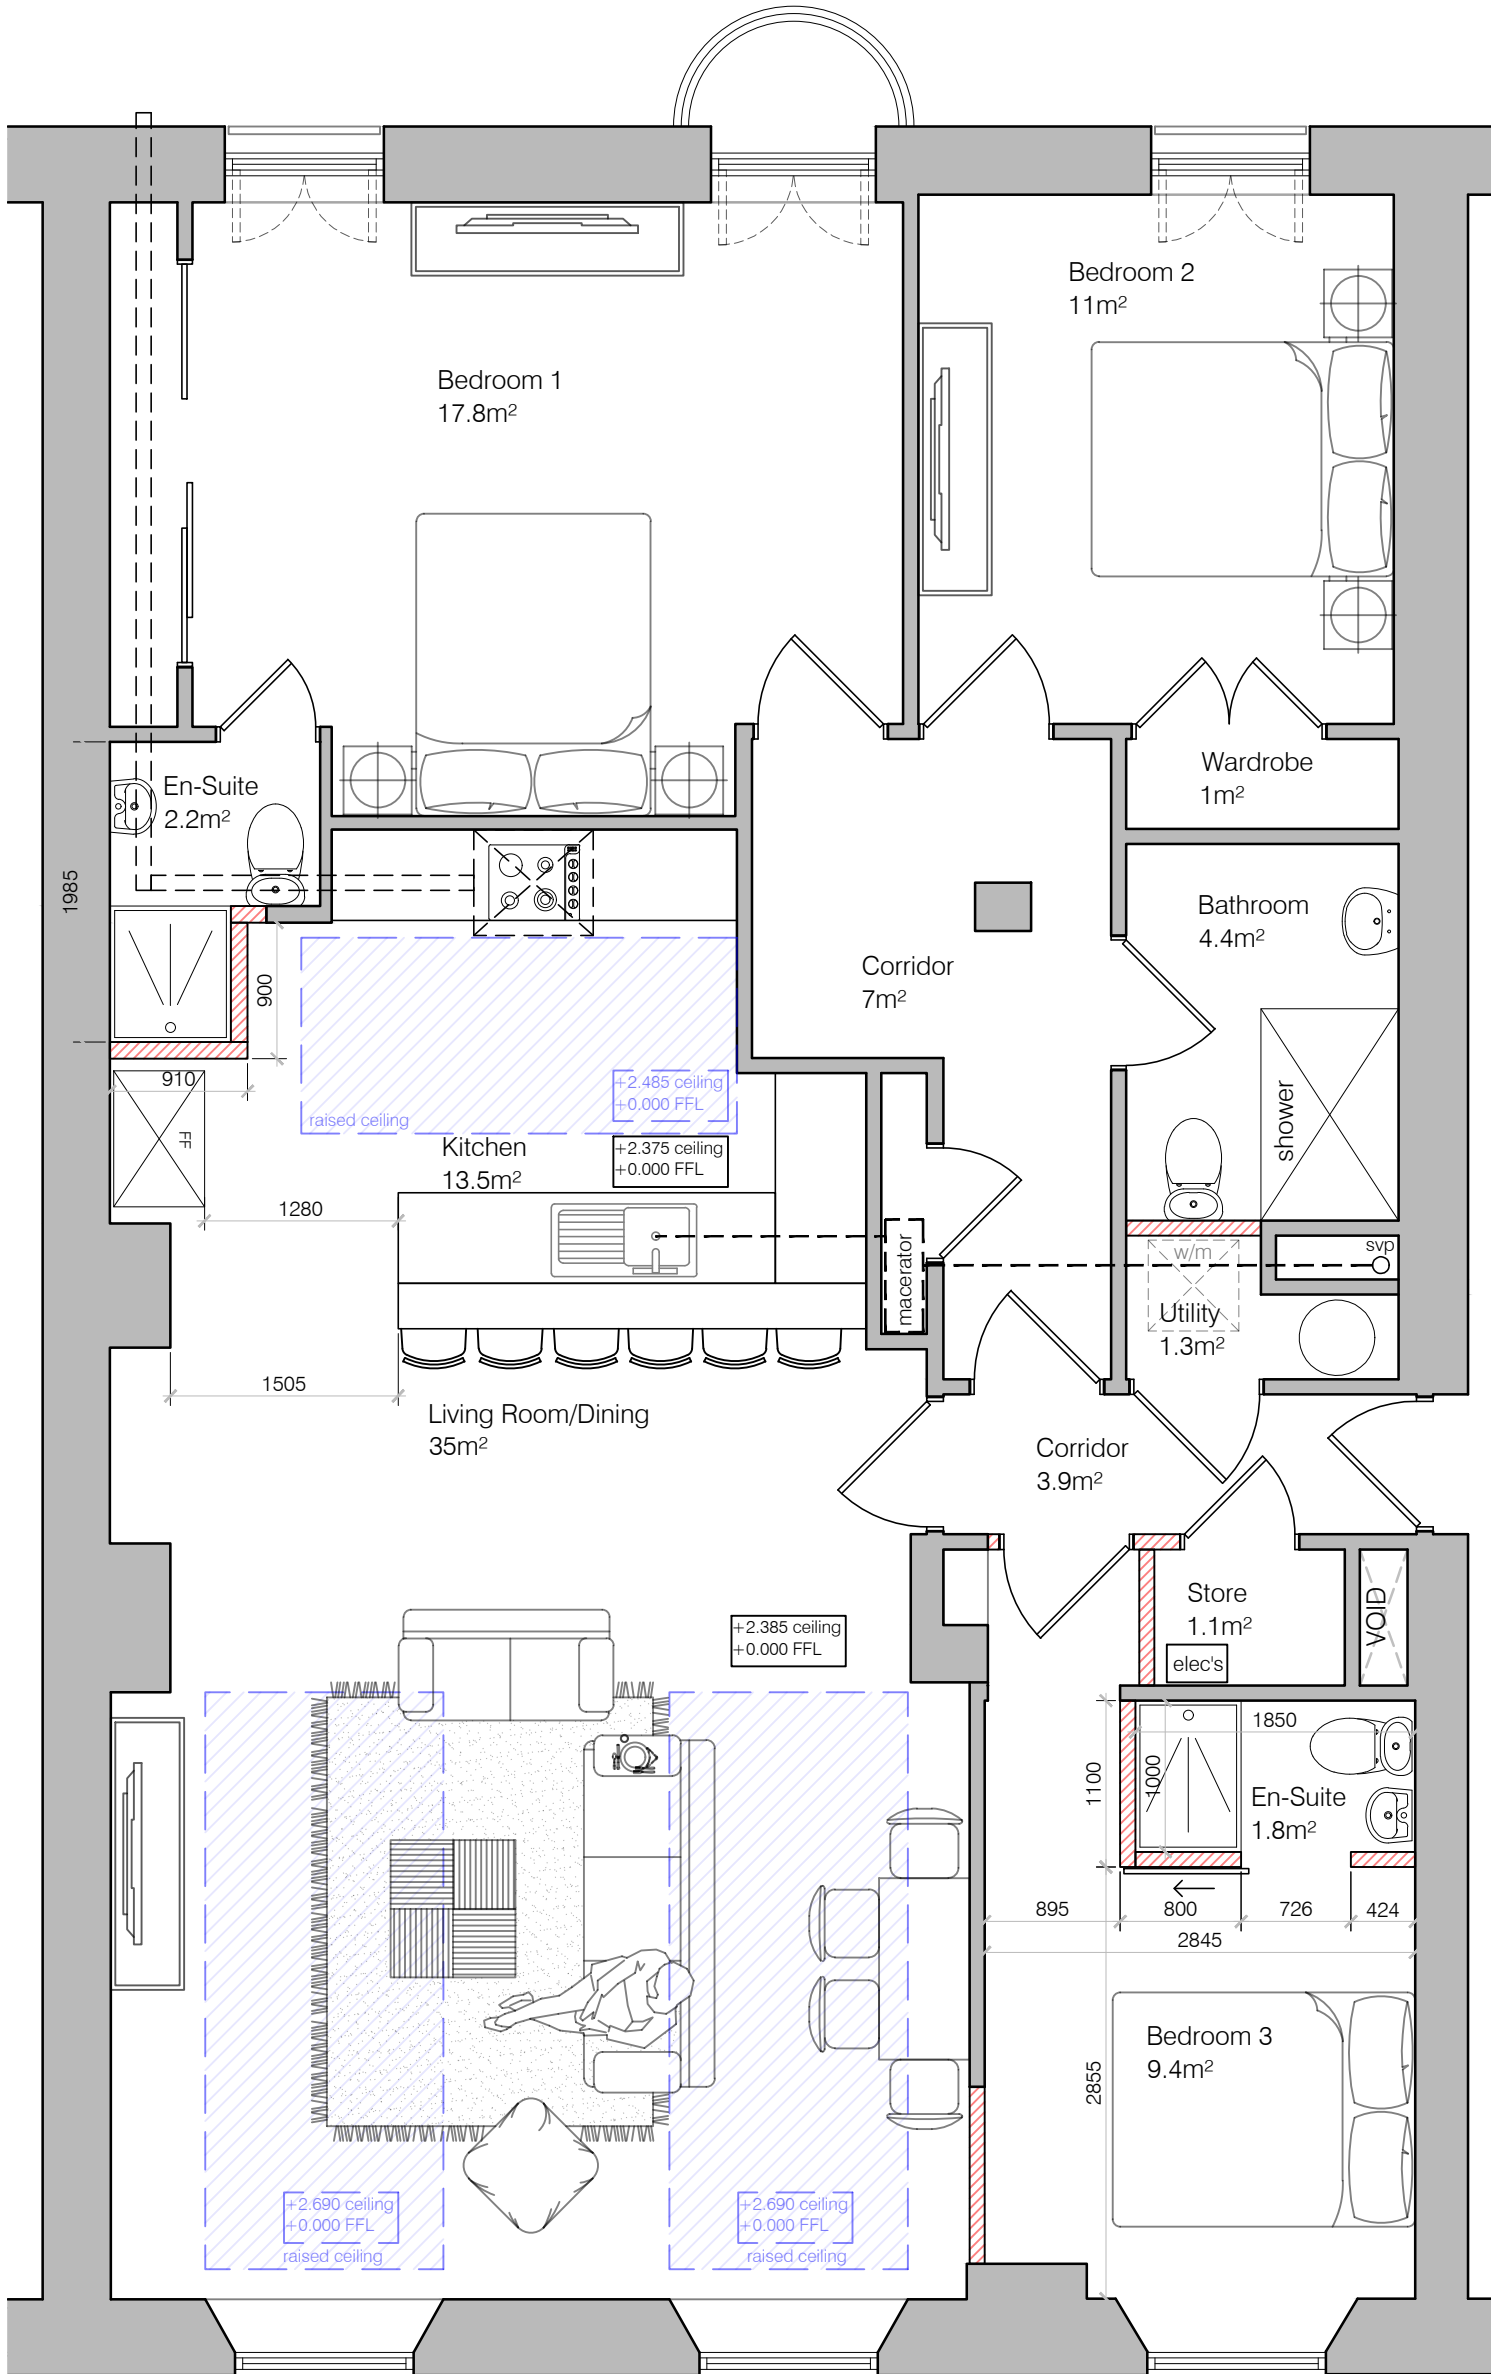 Bedroom 1
17.8m²
Bedroom 2
11m²
Wardrobe
1m²
En-Suite
2.2m²
1985
900
910
FF
Bathroom
4.4m²
shower
Corridor
7m²
+2.485 ceiling
+0.000 FFL
raised ceiling
Kitchen
13.5m²
+2.375 ceiling
+0.000 FFL
1280
macerator
w/m
svp
Utility
1.3m²
1505
Living Room/Dining
35m²
Corridor
3.9m²
Store
1.1m²
elec's
VOID
+2.385 ceiling
+0.000 FFL
1850
1100
1000
En-Suite
1.8m²
895
800
726
424
2845
2855
Bedroom 3
9.4m²
+2.690 ceiling
+0.000 FFL
raised ceiling
+2.690 ceiling
+0.000 FFL
raised ceiling